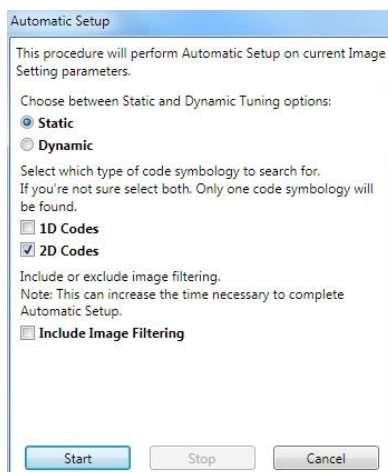 Automatic Setup
This procedure will perform Automatic Setup on current Image
Setting parameters.
Choose between Static and Dynamic Tuning options:
Static
Dynamic
Select which type of code symbology to search for.
If you're not sure select both. Only one code symbology will
be found.
1D Codes
2D Codes
Include or exclude image filtering.
Note: This can increase the time necessary to complete
Automatic Setup.
Include Image Filtering
Start Stop Cancel